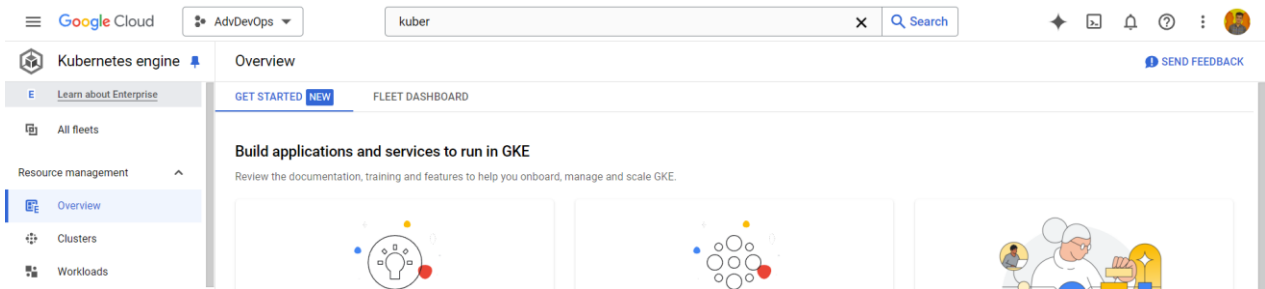 Google Cloud
AdvDevOps
kuber
Search
Kubernetes engine
Overview
SEND FEEDBACK
E Learn about Enterprise
GET STARTED NEW
FLEET DASHBOARD
All fleets
Resource management
Build applications and services to run in GKE
Review the documentation, training and features to help you onboard, manage and scale GKE.
Overview
Clusters
Workloads